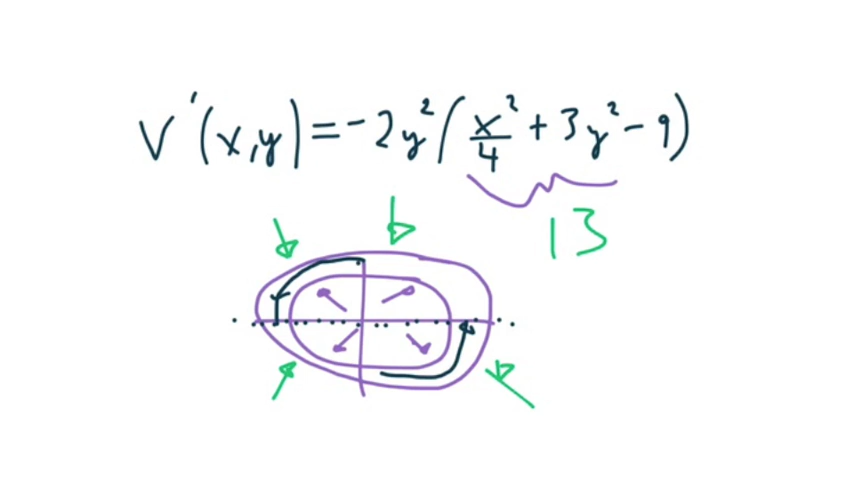 V'(x,y) = -2y²(x²/4 + 3y² - 9)
13